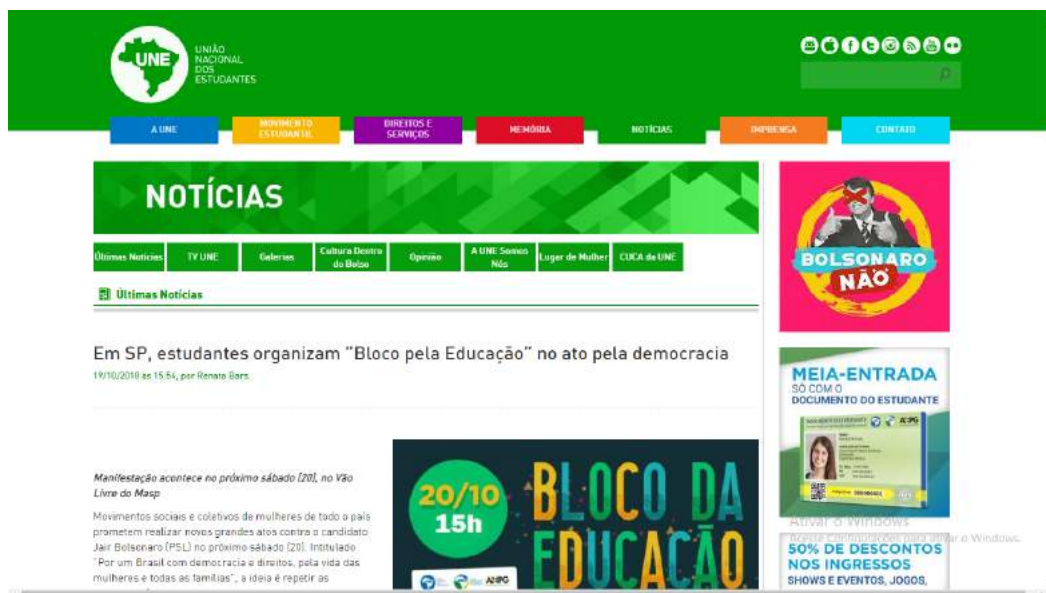 UNE
UNIÃO
NACIONAL
DOS
ESTUDANTES
A UNE
MOVIMENTO
ESTUDANTIL
DIREITOS E
SERVIÇOS
MEMÓRIA
NOTÍCIAS
IMPRENSA
CONTATO
NOTÍCIAS
Últimas Notícias
TV UNE
Galerias
Cultura Dentro
do Bolso
Opinião
A UNE Somos
Nós
Lugar de Mulher
CUCA da UNE
Últimas Notícias
Em SP, estudantes organizam "Bloco pela Educação" no ato pela democracia
19/10/2018 às 15:54, por Renata Bars.
Manifestação acontece no próximo sábado (20), no Vão
Livre do Masp
Movimentos sociais e coletivos de mulheres de todo o país
prometem realizar novos grandes atos contra o candidato
Jair Bolsonaro (PSL) no próximo sábado (20). Intitulado
"Por um Brasil com democracia e direitos, pela vida das
mulheres e todas as famílias", a ideia é repetir as
20/10
15h
BLOCO DA
EDUCAÇÃO
ANPG
BOLSONARO
NÃO
MEIA-ENTRADA
SÓ COM O
DOCUMENTO DO ESTUDANTE
ANPG
Ativar o Windows
50% DE DESCONTOS
NOS INGRESSOS
SHOWS E EVENTOS, JOGOS,